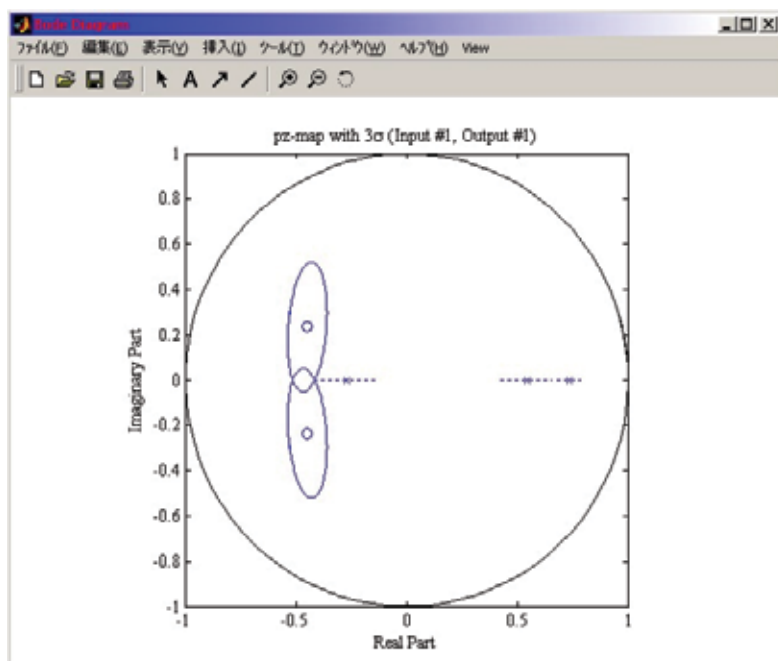 Bode Diagram
ファイル(F) 編集(E) 表示(V) 挿入(I) ツール(T) ウィンドウ(W) ヘルプ(H) View
A
pz-map with 3σ (Input #1, Output #1)
1
0.8
0.6
0.4
0.2
0
-0.2
-0.4
-0.6
-0.8
-1
Imaginary Part
-1 -0.5 0 0.5 1
Real Part